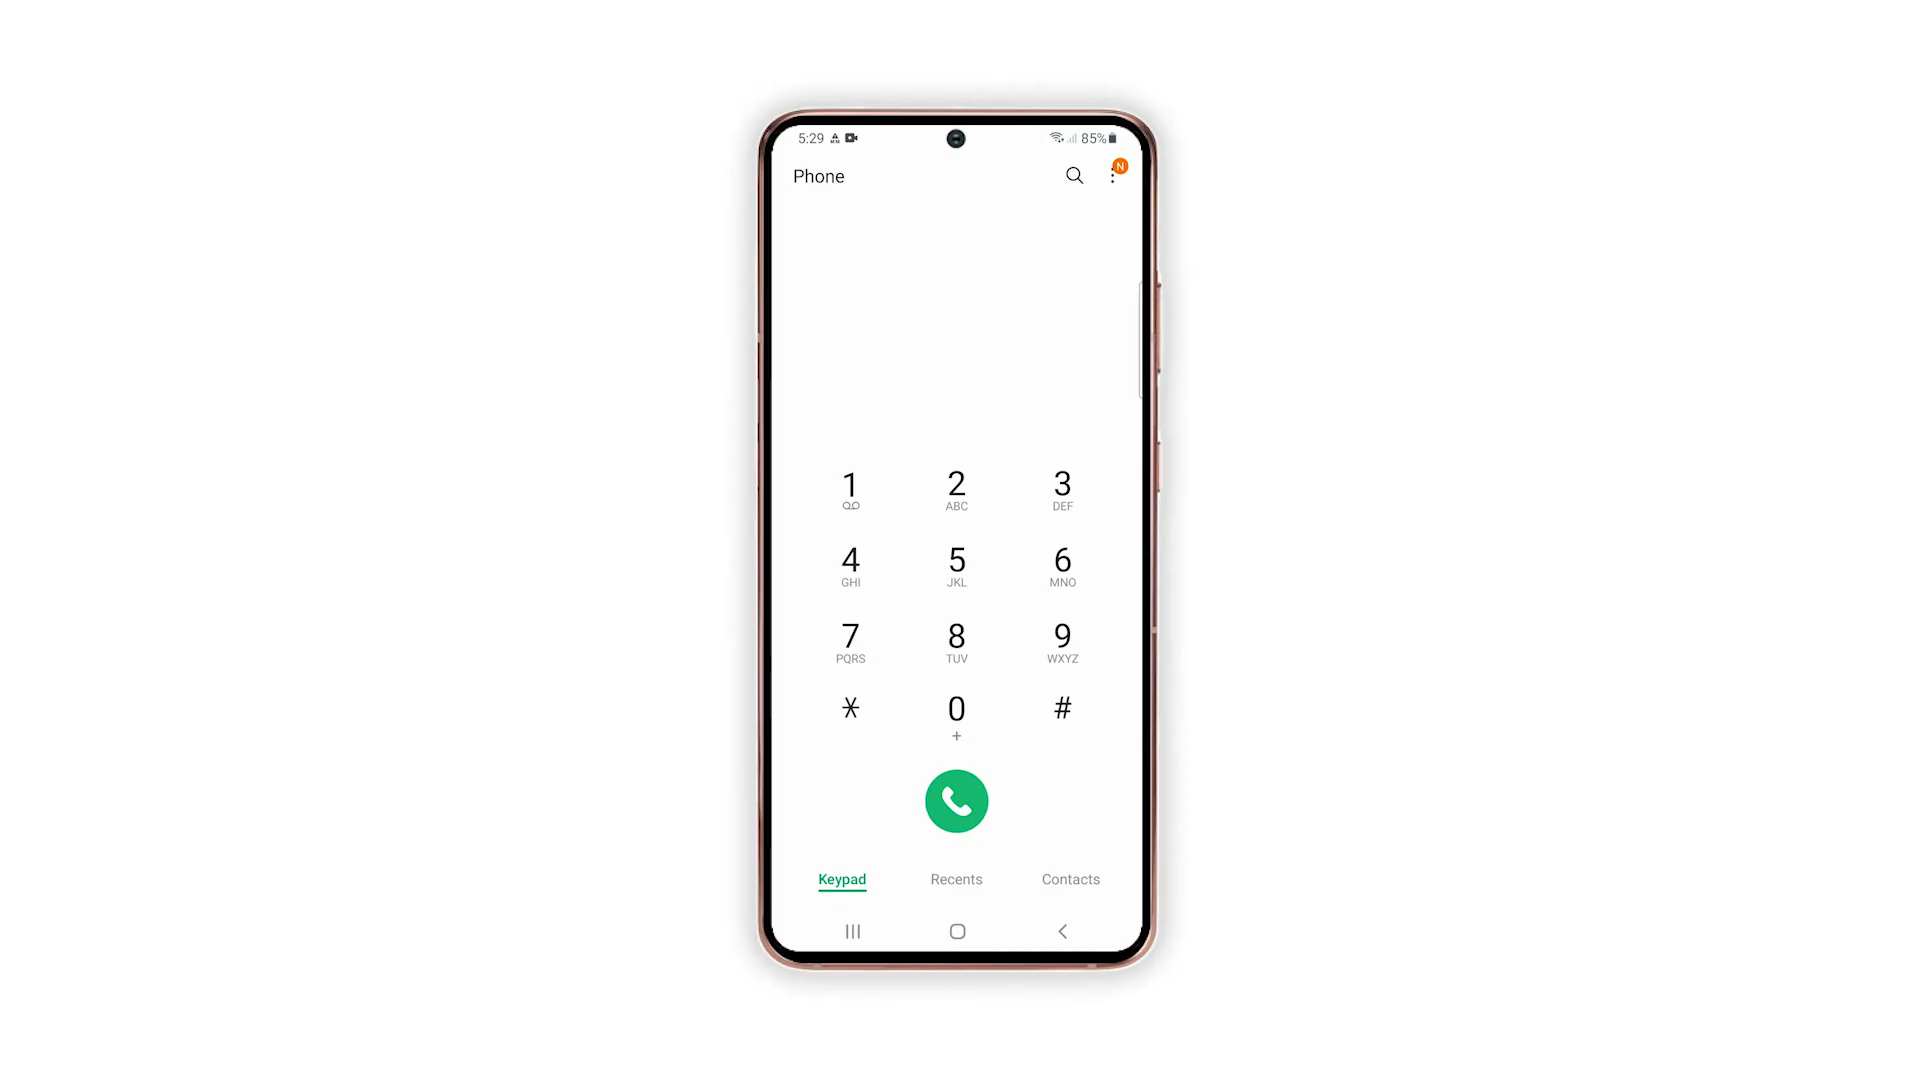 5:29 85%
N
Phone
1 2 3
ABC DEF
4 5 6
GHI JKL MNO
7 8 9
PQRS TUV WXYZ
* 0 #
+
Keypad Recents Contacts